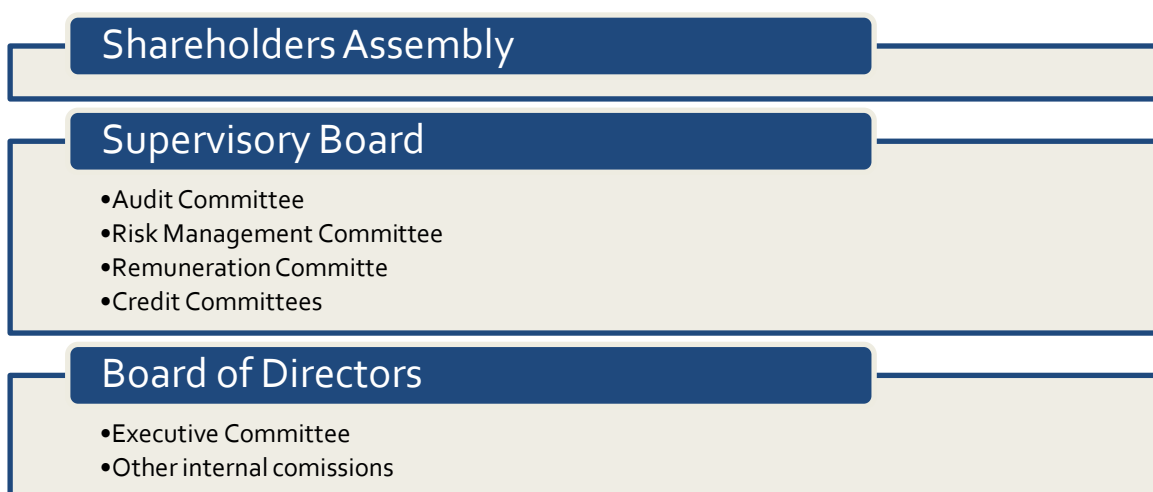 Shareholders Assembly
Supervisory Board
•Audit Committee
•Risk Management Committee
•Remuneration Committe
•Credit Committees
Board of Directors
•Executive Committee
•Other internal comissions